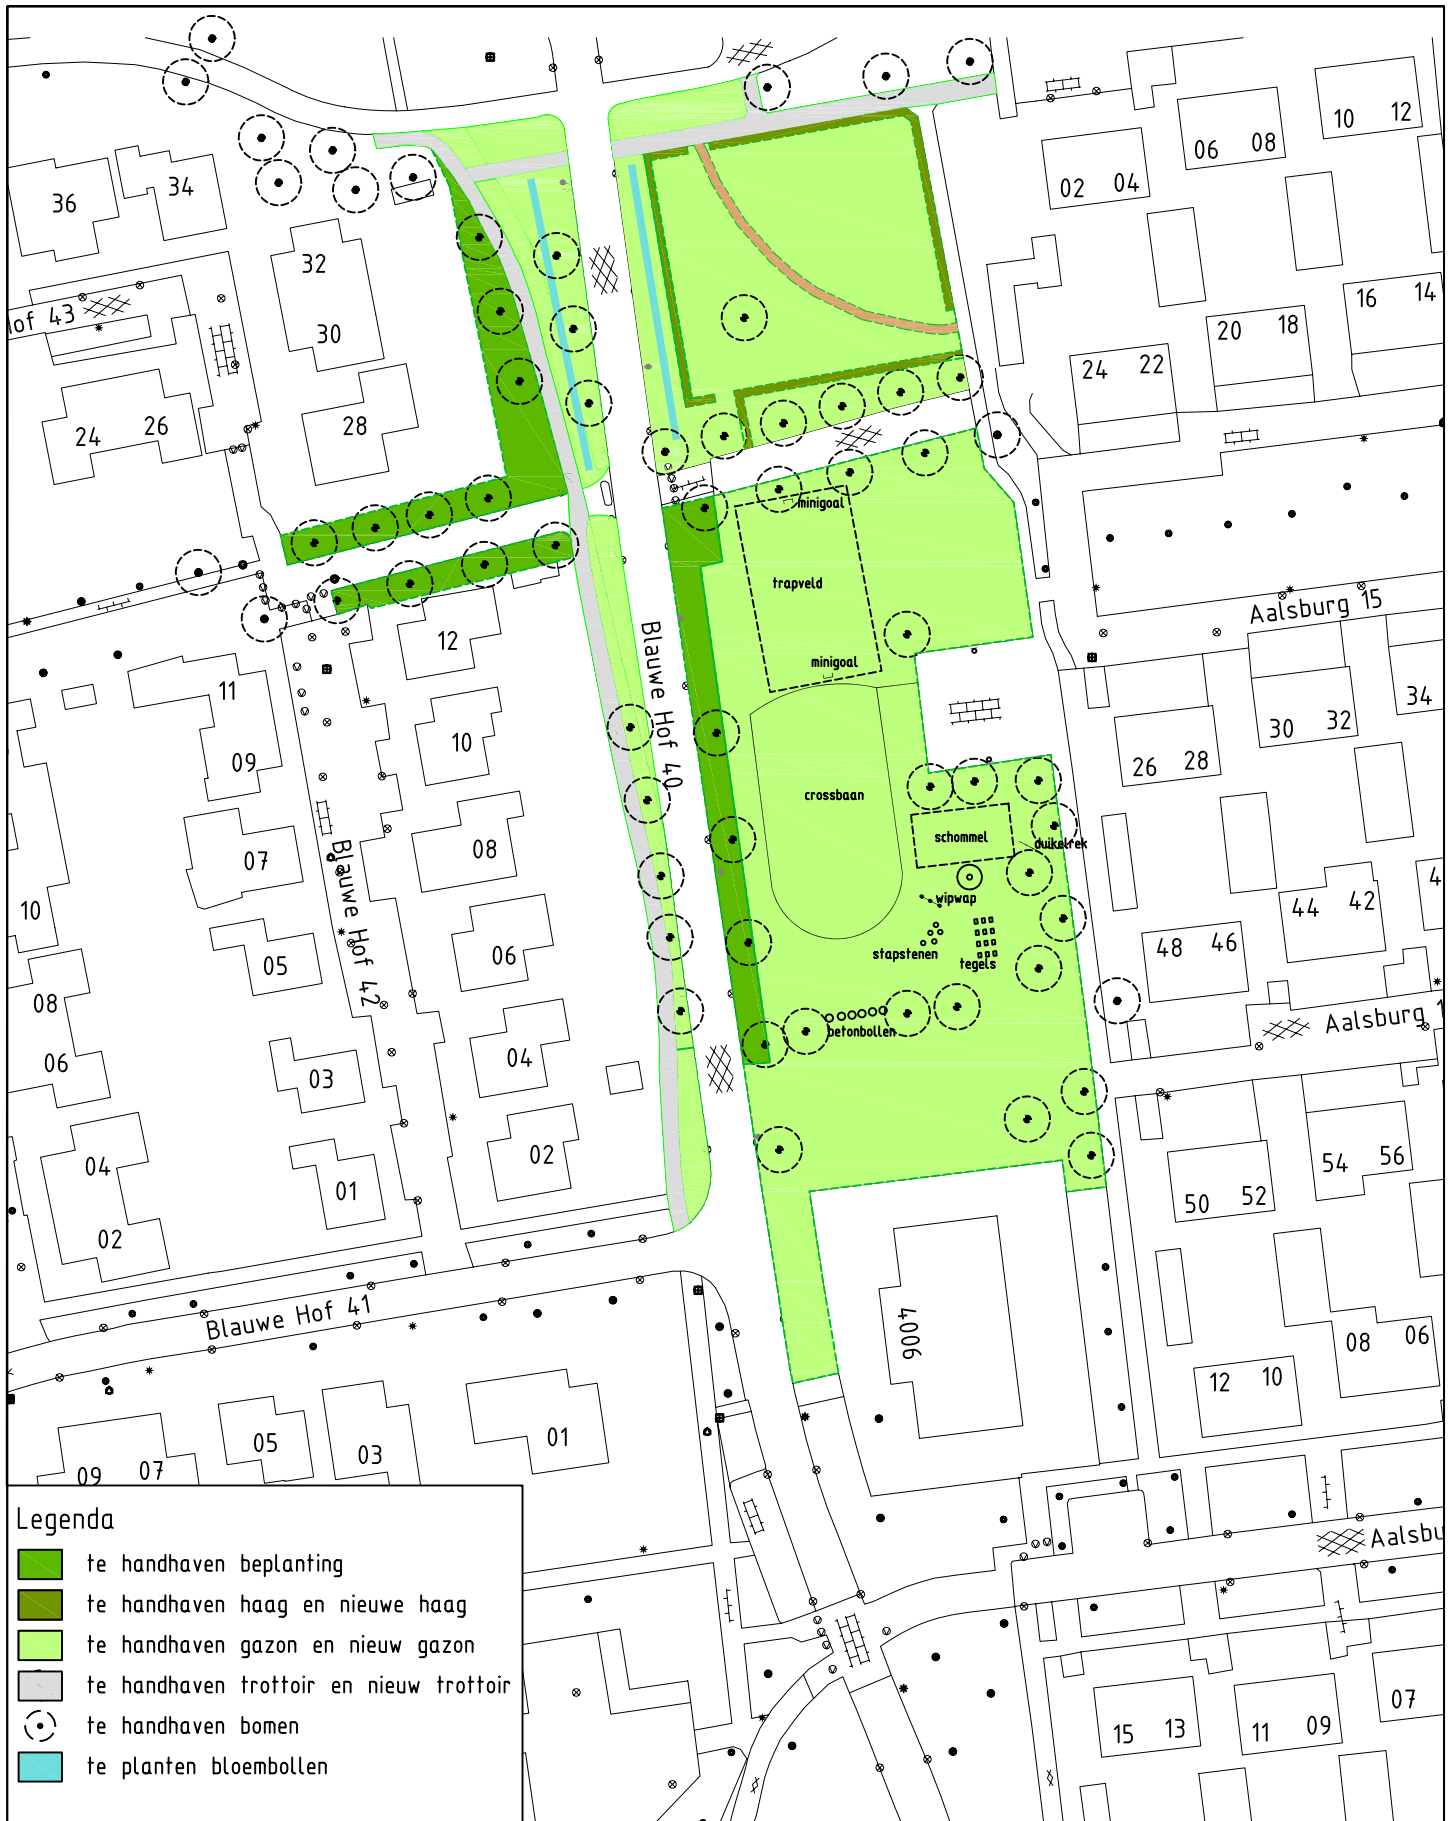 10 12
06 08
02 04
36
34
32
30
16 14
20 18
24 22
lof 43
24 26
28
minigoal
trapveld
Aalsburg 15
12
minigoal
Blauwe Hof 40
11
09
10
34
30 32
26 28
crossbaan
schommel
duikelrek
07
08
Blauwe Hof 42
wipwap
44 42
4
10
05
06
stapstenen
tegels
48 46
08
06
betonbollen
Aalsburg 1
03
04
04
02
01
02
54 56
50 52
Blauwe Hof 41
4006
08 06
12 10
05
03
01
09 07
Aalsbu
Legenda
te handhaven beplanting
te handhaven haag en nieuwe haag
te handhaven gazon en nieuw gazon
te handhaven trottoir en nieuw trottoir
te handhaven bomen
te planten bloembollen
07
15 13
11 09